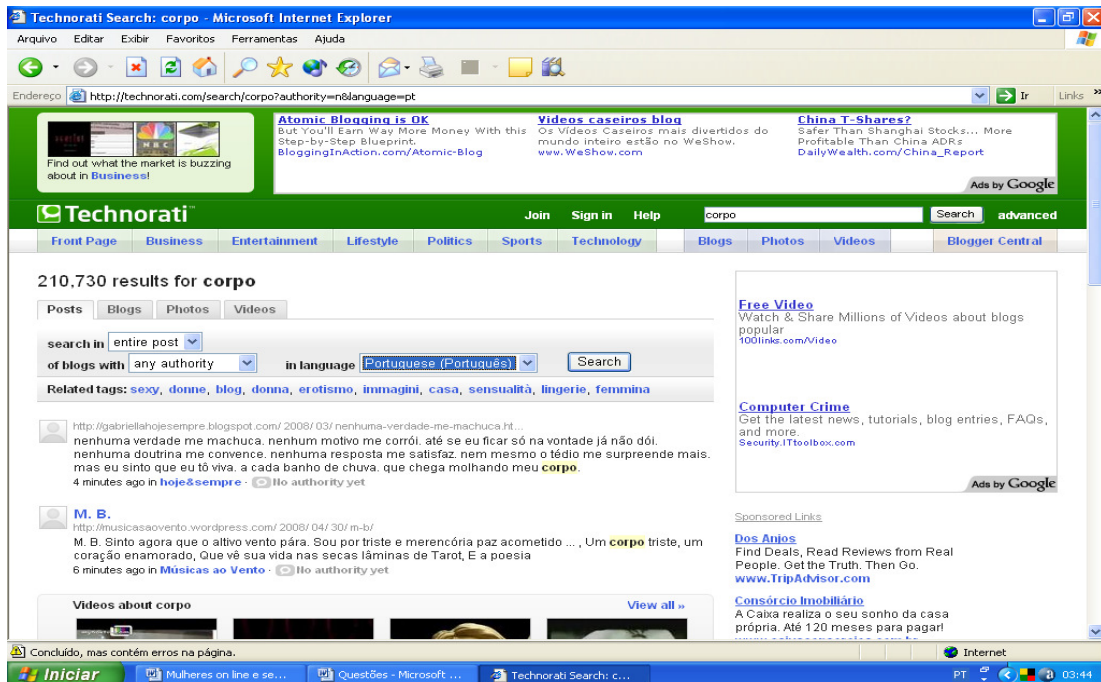 Technorati Search: corpo - Microsoft Internet Explorer
Arquivo Editar Exibir Favoritos Ferramentas Ajuda
Endereço http://technorati.com/search/corpo?authority=n&language=pt Ir Links »
Find out what the market is buzzing
about in Business!
Atomic Blogging is OK
But You'll Earn Way More Money With this
Step-by-Step Blueprint.
BloggingInAction.com/Atomic-Blog
Videos caseiros blog
Os Vídeos Caseiros mais divertidos do
mundo inteiro estão no WeShow.
www.WeShow.com
China T-Shares?
Safer Than Shanghai Stocks... More
Profitable Than China ADRs
DailyWealth.com/China_Report
Ads by Google
Technorati™ Join Sign in Help corpo Search advanced
Front Page Business Entertainment Lifestyle Politics Sports Technology Blogs Photos Videos Blogger Central
210,730 results for corpo
Posts Blogs Photos Videos
search in entire post
of blogs with any authority in language Portuguese (Português) Search
Related tags: sexy, donne, blog, donna, erotismo, immagini, casa, sensualità, lingerie, femmina
http://gabriellahojesempre.blogspot.com/ 2008/ 03/ nenhuma-verdade-me-machuca.ht...
nenhuma verdade me machuca. nenhum motivo me corrói. até se eu ficar só na vontade já não dói.
nenhuma doutrina me convence. nenhuma resposta me satisfaz. nem mesmo o tédio me surpreende mais.
mas eu sinto que eu tô viva. a cada banho de chuva. que chega molhando meu corpo.
4 minutes ago in hoje&sempre · No authority yet
M. B.
http://musicasaovento.wordpress.com/ 2008/ 04/ 30/ m-b/
M. B. Sinto agora que o altivo vento pára. Sou por triste e merencória paz acometido ... , Um corpo triste, um
coração enamorado, Que vê sua vida nas secas lâminas de Tarot, E a poesia
6 minutes ago in Músicas ao Vento · No authority yet
Videos about corpo View all »
Free Video
Watch & Share Millions of Videos about blogs
popular
100links.com/Video
Computer Crime
Get the latest news, tutorials, blog entries, FAQs,
and more.
Security.ITtoolbox.com
Ads by Google
Sponsored Links
Dos Anjos
Find Deals, Read Reviews from Real
People. Get the Truth. Then Go.
www.TripAdvisor.com
Consórcio Imobiliário
A Caixa realiza o seu sonho da casa
própria. Até 120 meses para pagar!
Concluído, mas contém erros na página. Internet
Iniciar Mulheres on line e se... Questões - Microsoft ... Technorati Search: c... PT 03:44